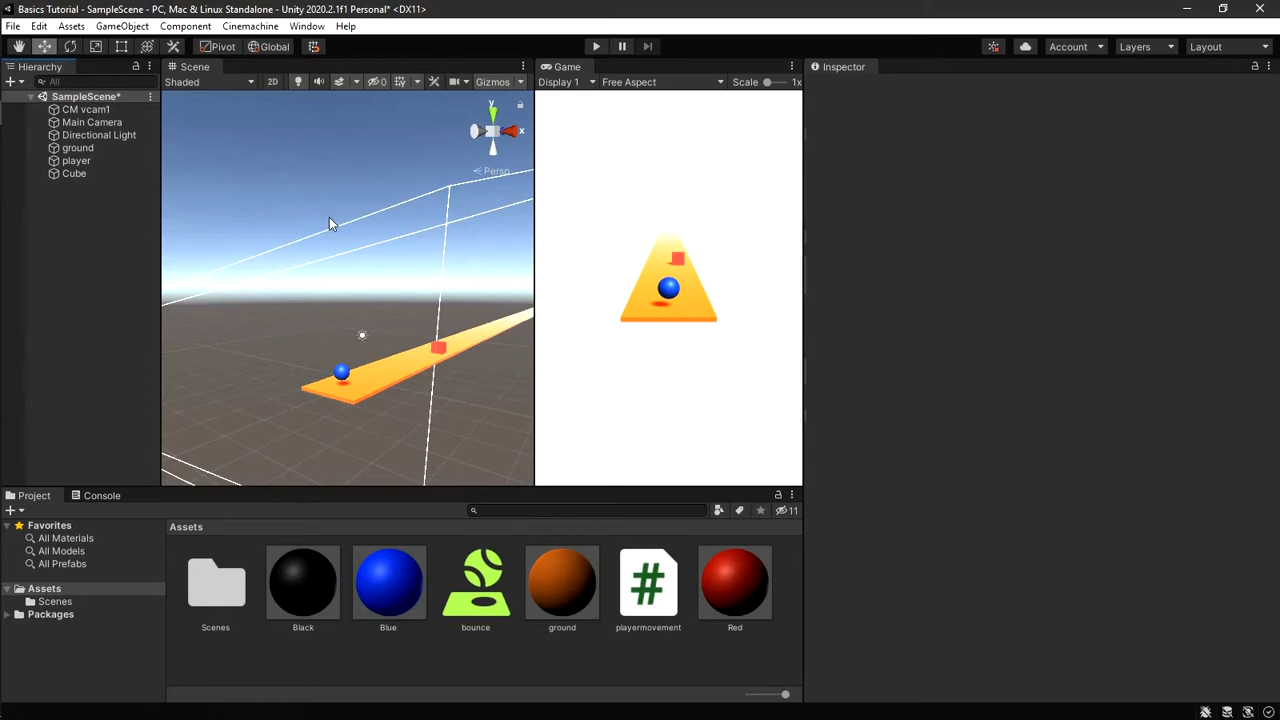 Basics Tutorial - SampleScene - PC, Mac & Linux Standalone - Unity 2020.2.1f1 Personal* <DX11>
File Edit Assets GameObject Component Cinemachine Window Help
Pivot Global Account Layers Layout
Hierarchy Scene Game Inspector
All Shaded 2D 0 Gizmos Display 1 Free Aspect Scale 1x
SampleScene*
CM vcam1
Main Camera
Directional Light
ground
player
Cube
y
x
Persp
Project Console
11
Favorites
All Materials
All Models
All Prefabs
Assets
Scenes
Packages
Assets
Scenes Black Blue bounce ground playermovement Red